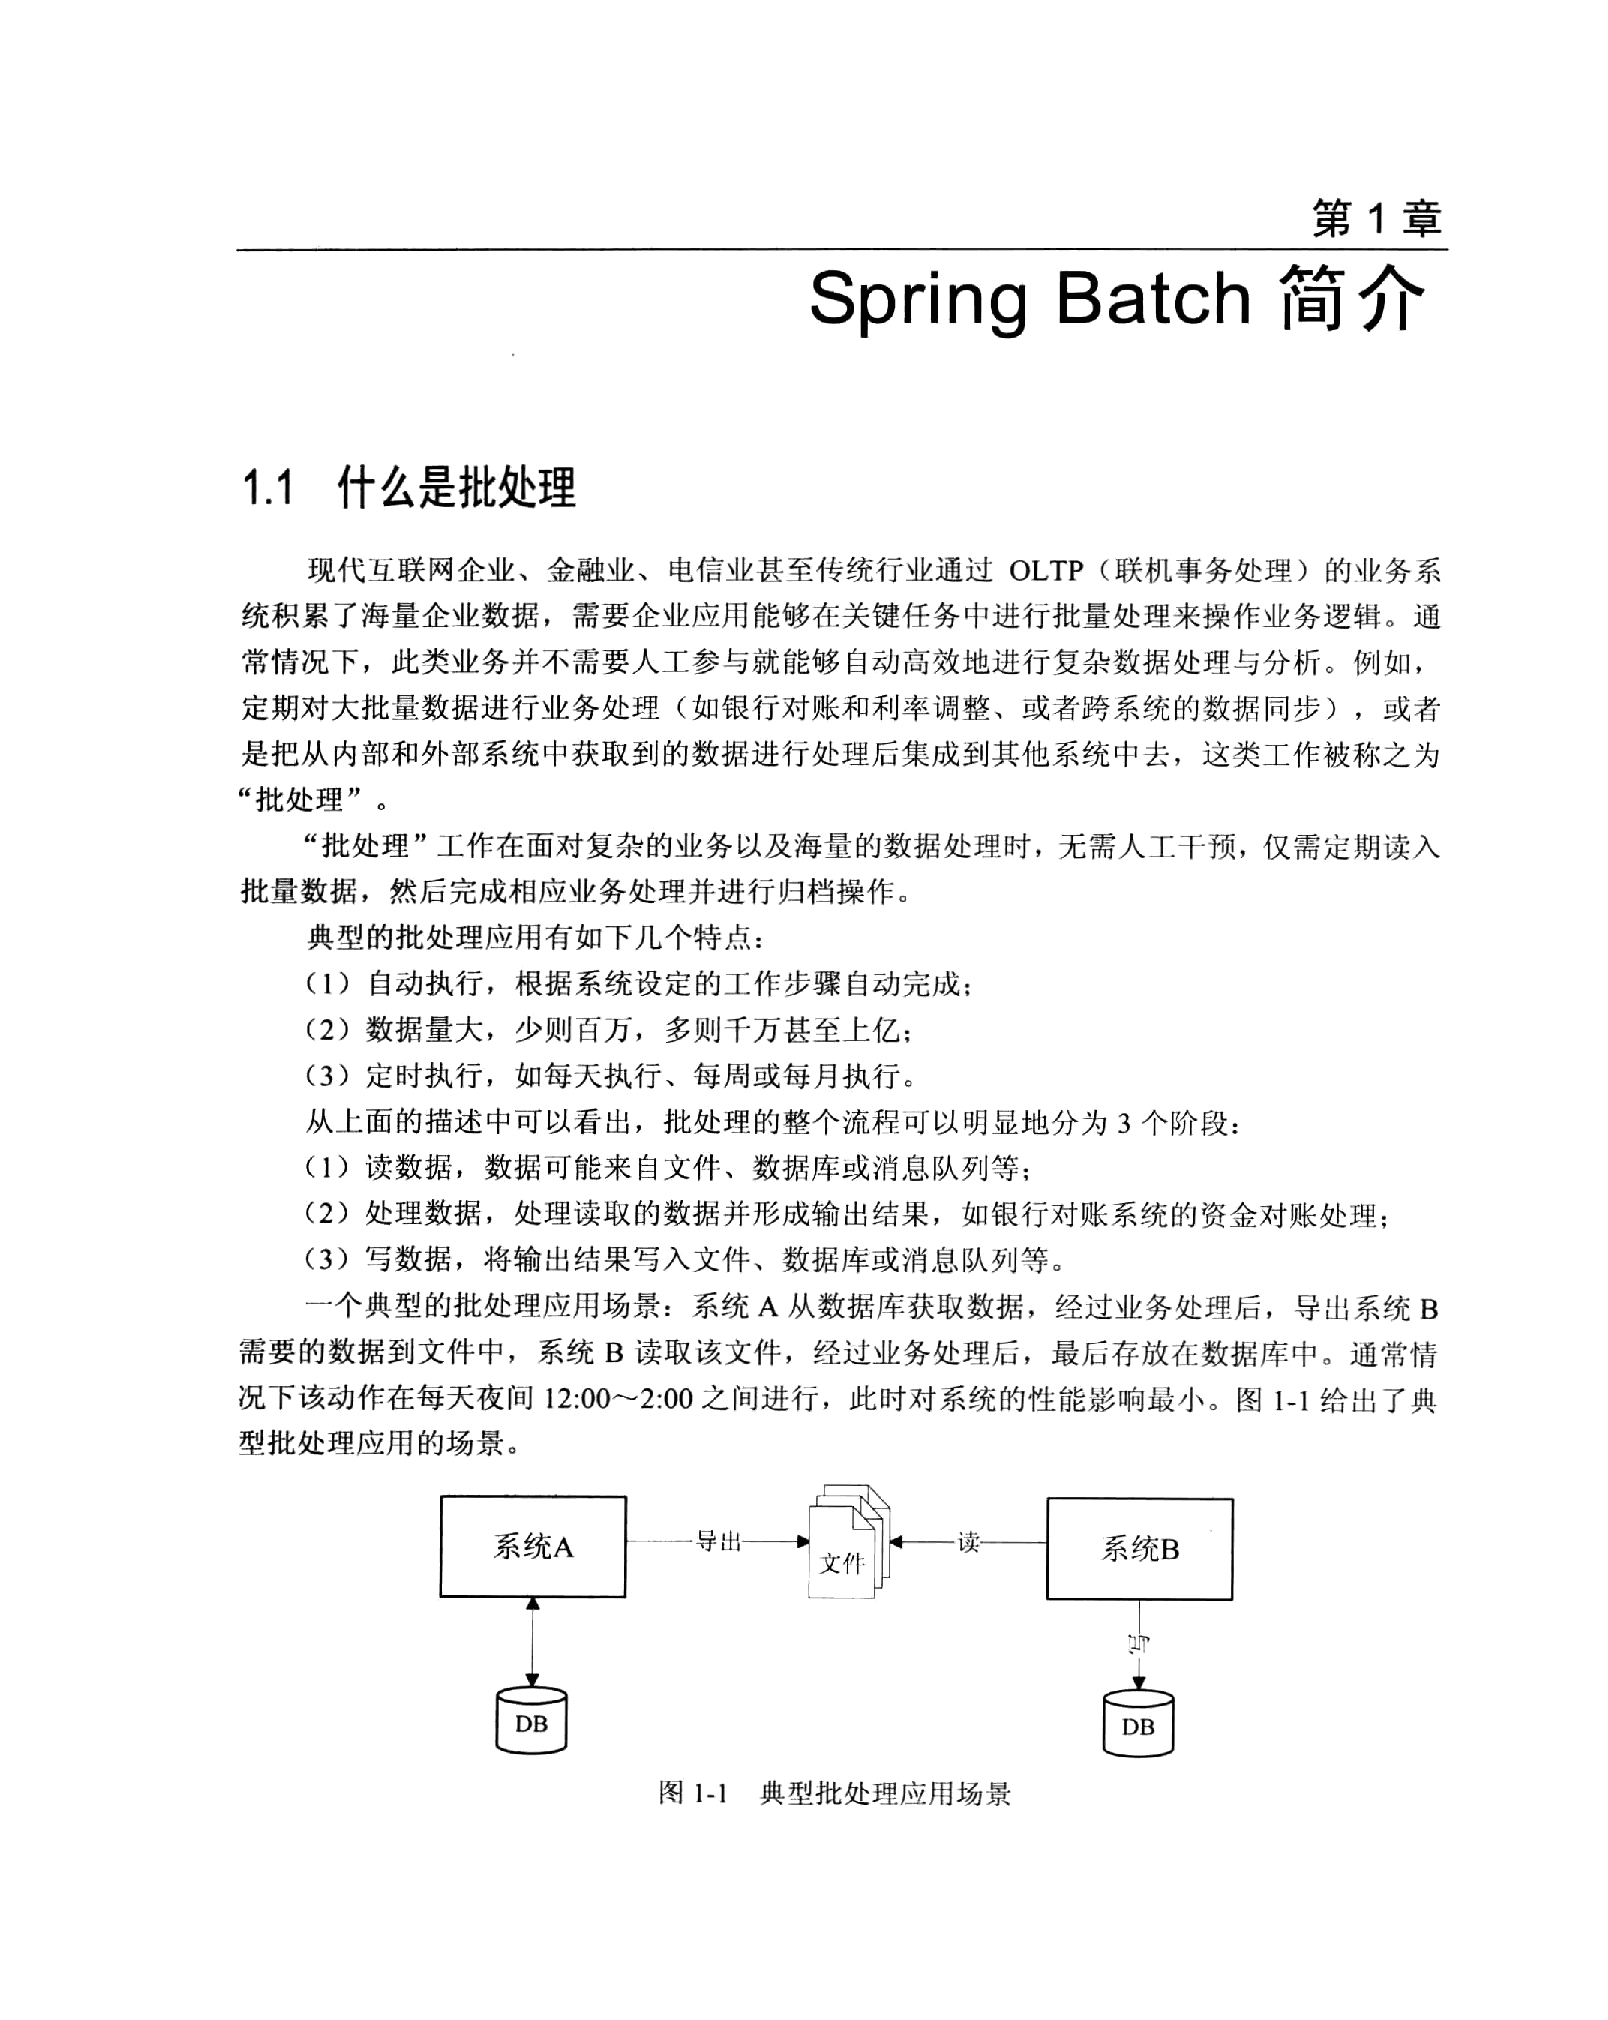 第 1 章
Spring Batch 简介
1.1 什么是批处理
现代互联网企业、金融业、电信业甚至传统行业通过 OLTP（联机事务处理）的业务系
统积累了海量企业数据，需要企业应用能够在关键任务中进行批量处理来操作业务逻辑。通
常情况下，此类业务并不需要人工参与就能够自动高效地进行复杂数据处理与分析。例如，
定期对大批量数据进行业务处理（如银行对账和利率调整、或者跨系统的数据同步），或者
是把从内部和外部系统中获取到的数据进行处理后集成到其他系统中去，这类工作被称之为
“批处理”。
“批处理”工作在面对复杂的业务以及海量的数据处理时，无需人工干预，仅需定期读入
批量数据，然后完成相应业务处理并进行归档操作。
典型的批处理应用有如下几个特点：
（1）自动执行，根据系统设定的工作步骤自动完成；
（2）数据量大，少则百万，多则千万甚至上亿；
（3）定时执行，如每天执行、每周或每月执行。
从上面的描述中可以看出，批处理的整个流程可以明显地分为 3 个阶段：
（1）读数据，数据可能来自文件、数据库或消息队列等；
（2）处理数据，处理读取的数据并形成输出结果，如银行对账系统的资金对账处理；
（3）写数据，将输出结果写入文件、数据库或消息队列等。
一个典型的批处理应用场景：系统 A 从数据库获取数据，经过业务处理后，导出系统 B
需要的数据到文件中，系统 B 读取该文件，经过业务处理后，最后存放在数据库中。通常情
况下该动作在每天夜间 12:00～2:00 之间进行，此时对系统的性能影响最小。图 1-1 给出了典
型批处理应用的场景。
系统A
导出
文件
读
系统B
写
DB
DB
图 1-1 典型批处理应用场景